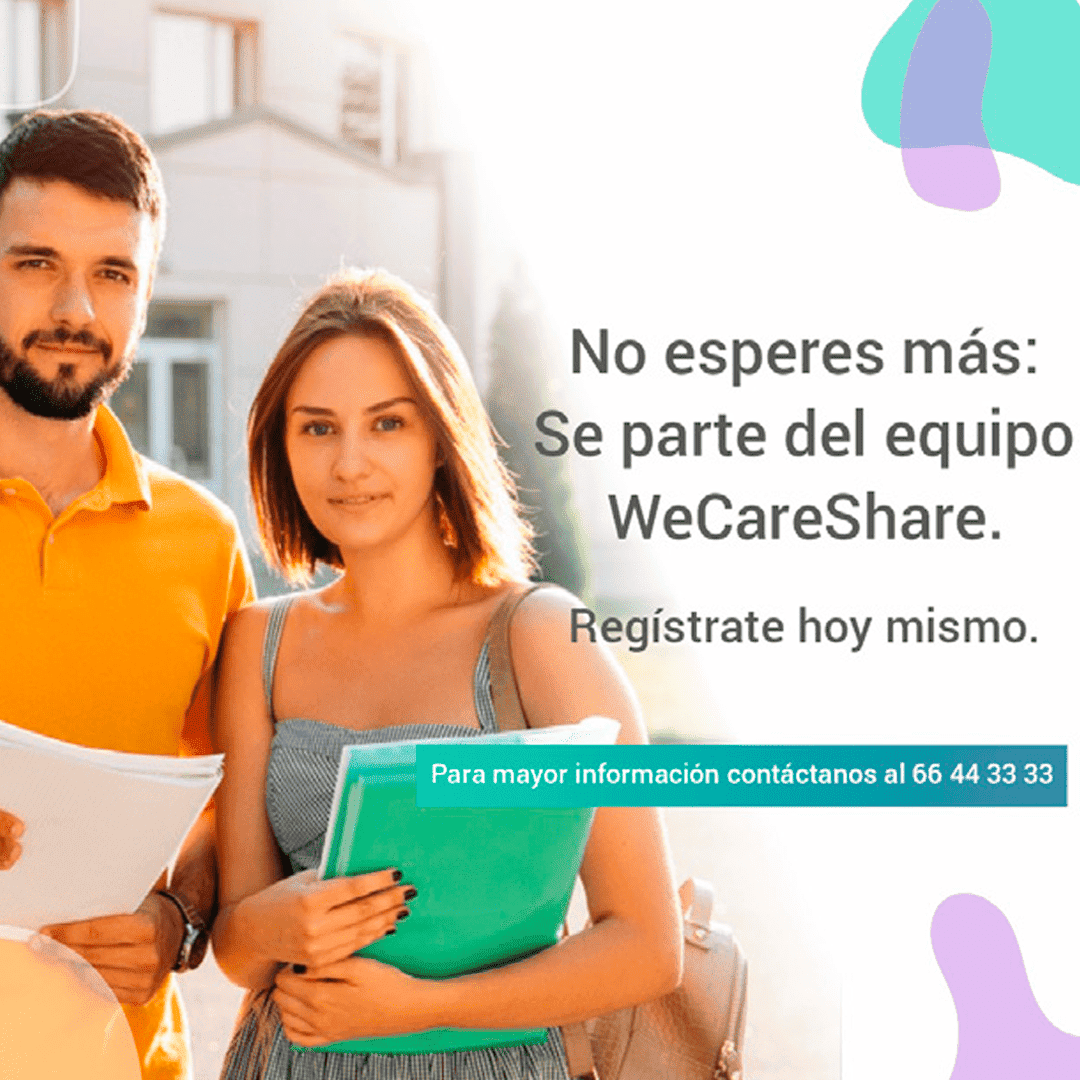 No esperes más:
Se parte del equipo
WeCareShare.
Regístrate hoy mismo.
Para mayor información contáctanos al 66 44 33 33